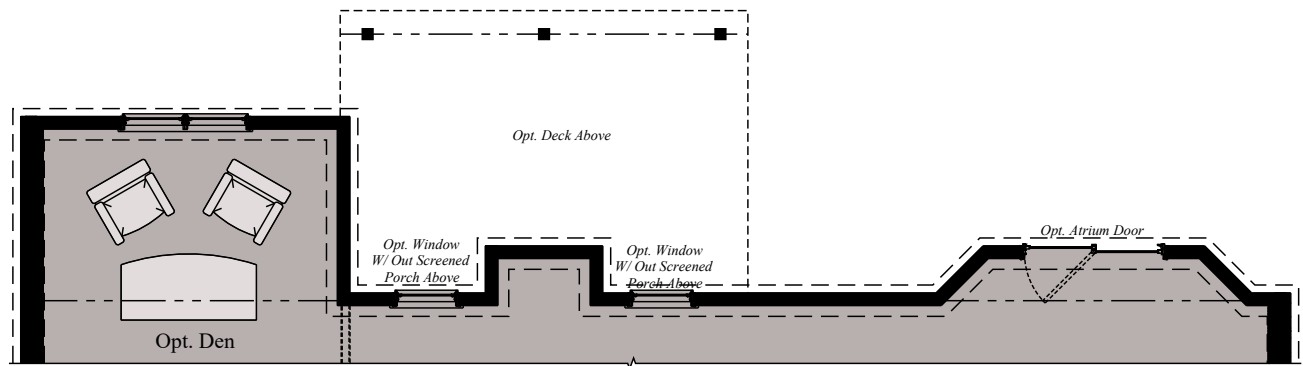 Opt. Deck Above
Opt. Atrium Door
Opt. Window
W/ Out Screened
Porch Above
Opt. Window
W/ Out Screened
Porch Above
Opt. Den